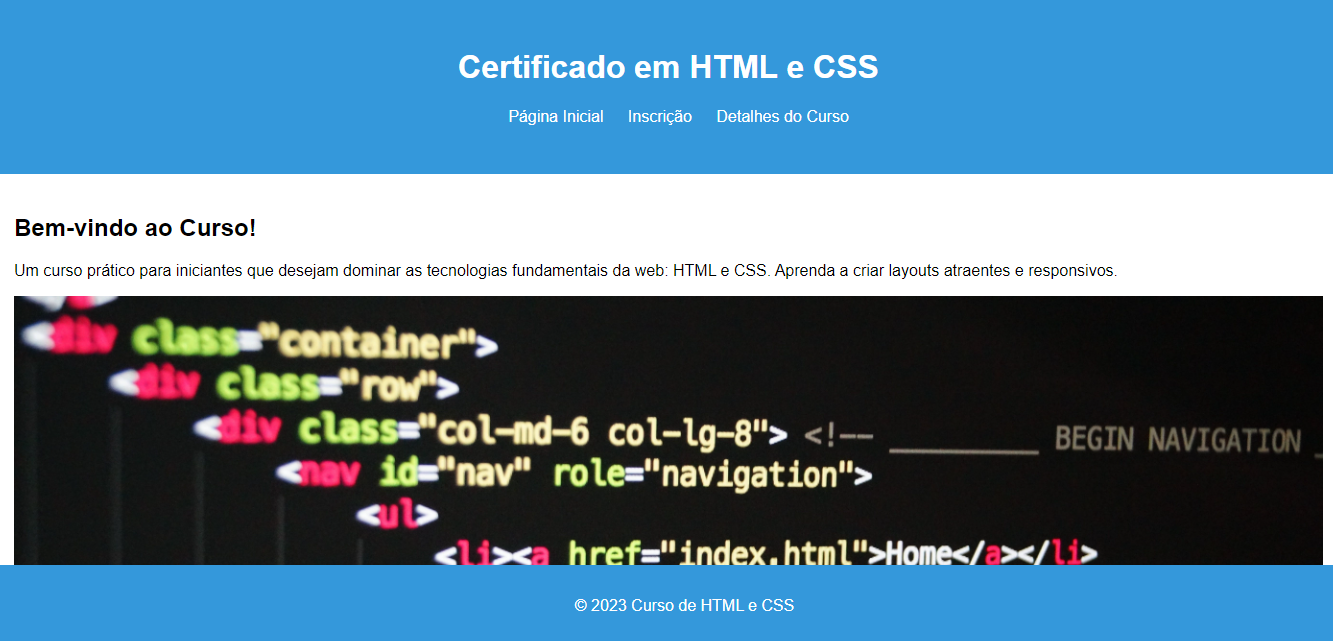 Certificado em HTML e CSS
Página Inicial Inscrição Detalhes do Curso
Bem-vindo ao Curso!
Um curso prático para iniciantes que desejam dominar as tecnologias fundamentais da web: HTML e CSS. Aprenda a criar layouts atraentes e responsivos.
<div class="container">
<div class="row">
<div class="col-md-6 col-lg-8"> <!-- __________ BEGIN NAVIGATION _
<nav id="nav" role="navigation">
<ul>
<li><a href="index.html">Home</a></li>
© 2023 Curso de HTML e CSS